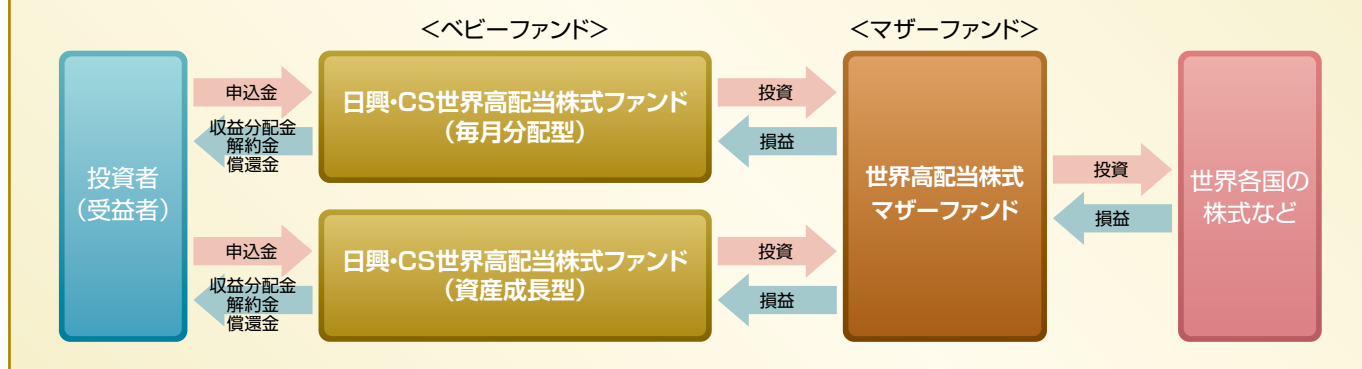 ＜ベビーファンド＞
＜マザーファンド＞
投資者
（受益者）
申込金
収益分配金
解約金
償還金
日興・CS世界高配当株式ファンド
（毎月分配型）
投資
損益
申込金
収益分配金
解約金
償還金
日興・CS世界高配当株式ファンド
（資産成長型）
投資
損益
世界高配当株式
マザーファンド
投資
損益
世界各国の
株式など